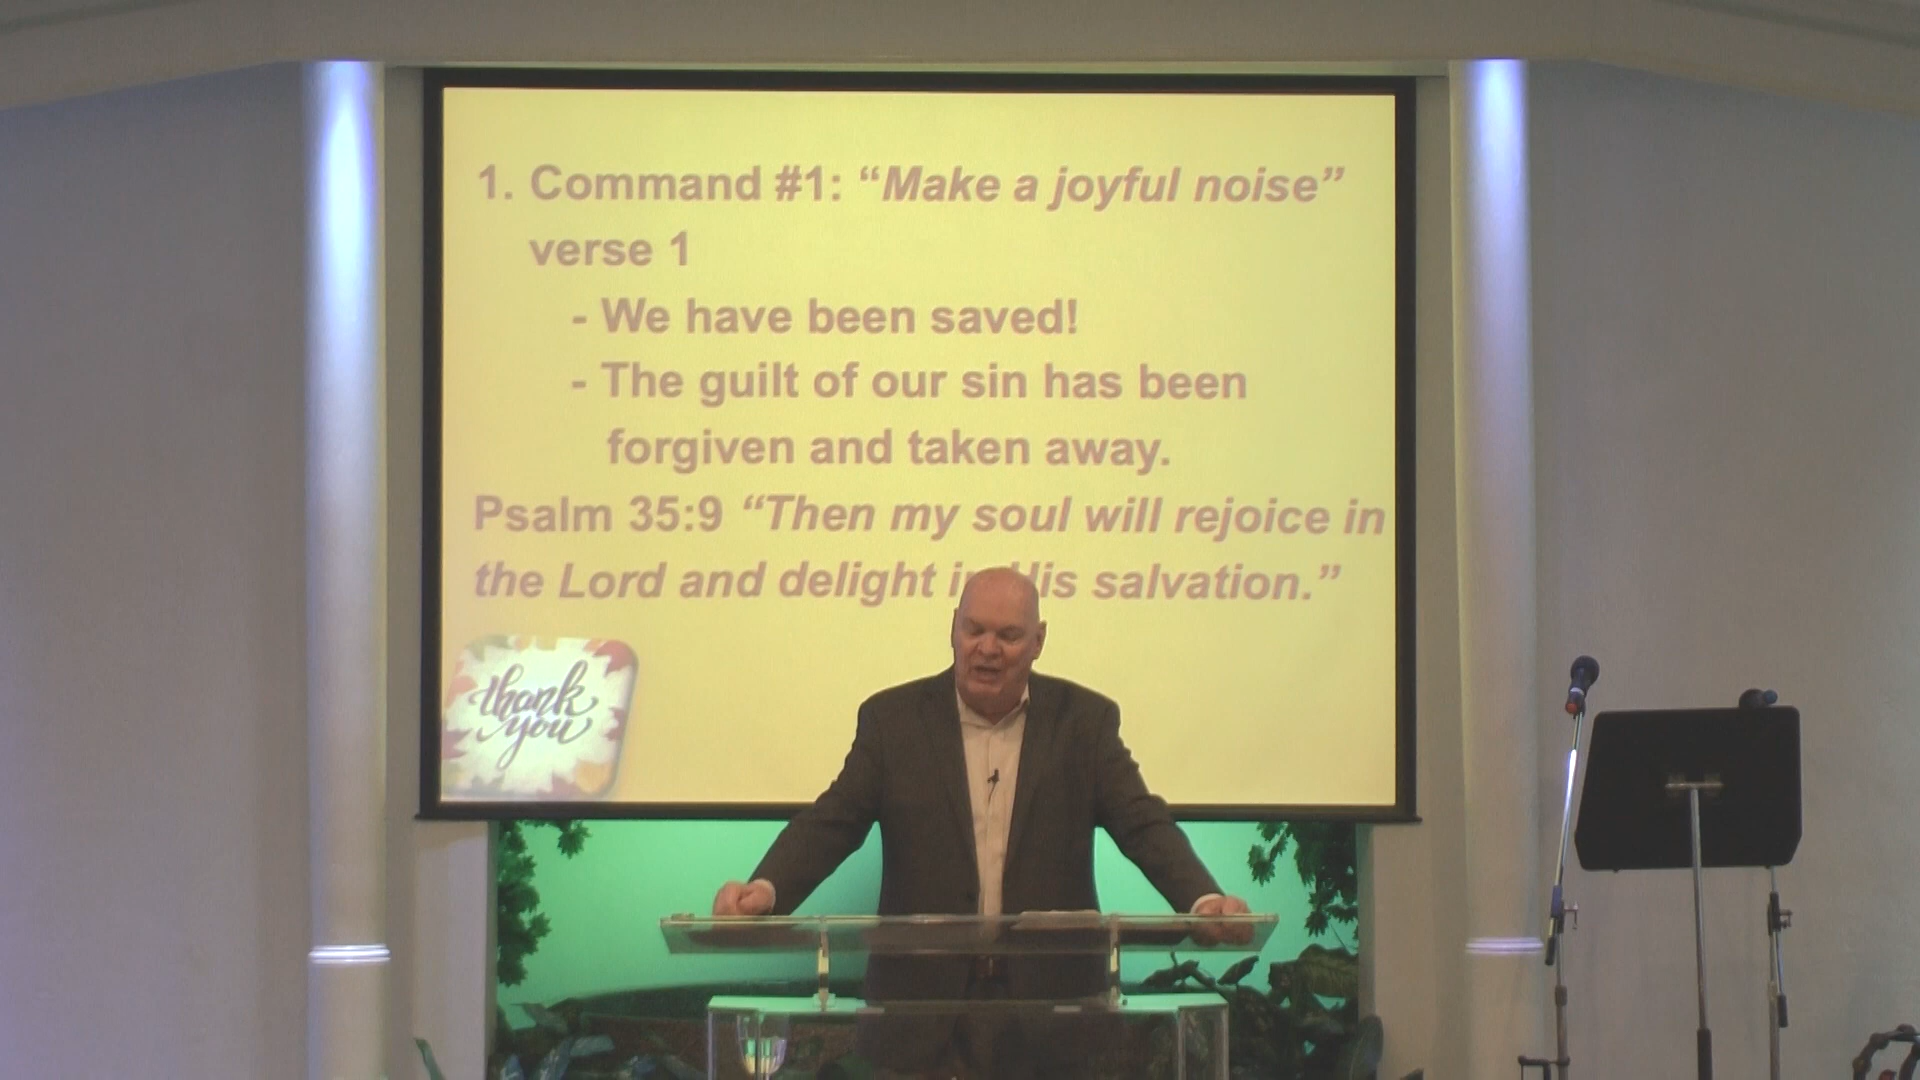 1. Command #1: “Make a joyful noise”
verse 1
- We have been saved!
- The guilt of our sin has been
forgiven and taken away.
Psalm 35:9 “Then my soul will rejoice in
the Lord and delight in His salvation.”
thank
you